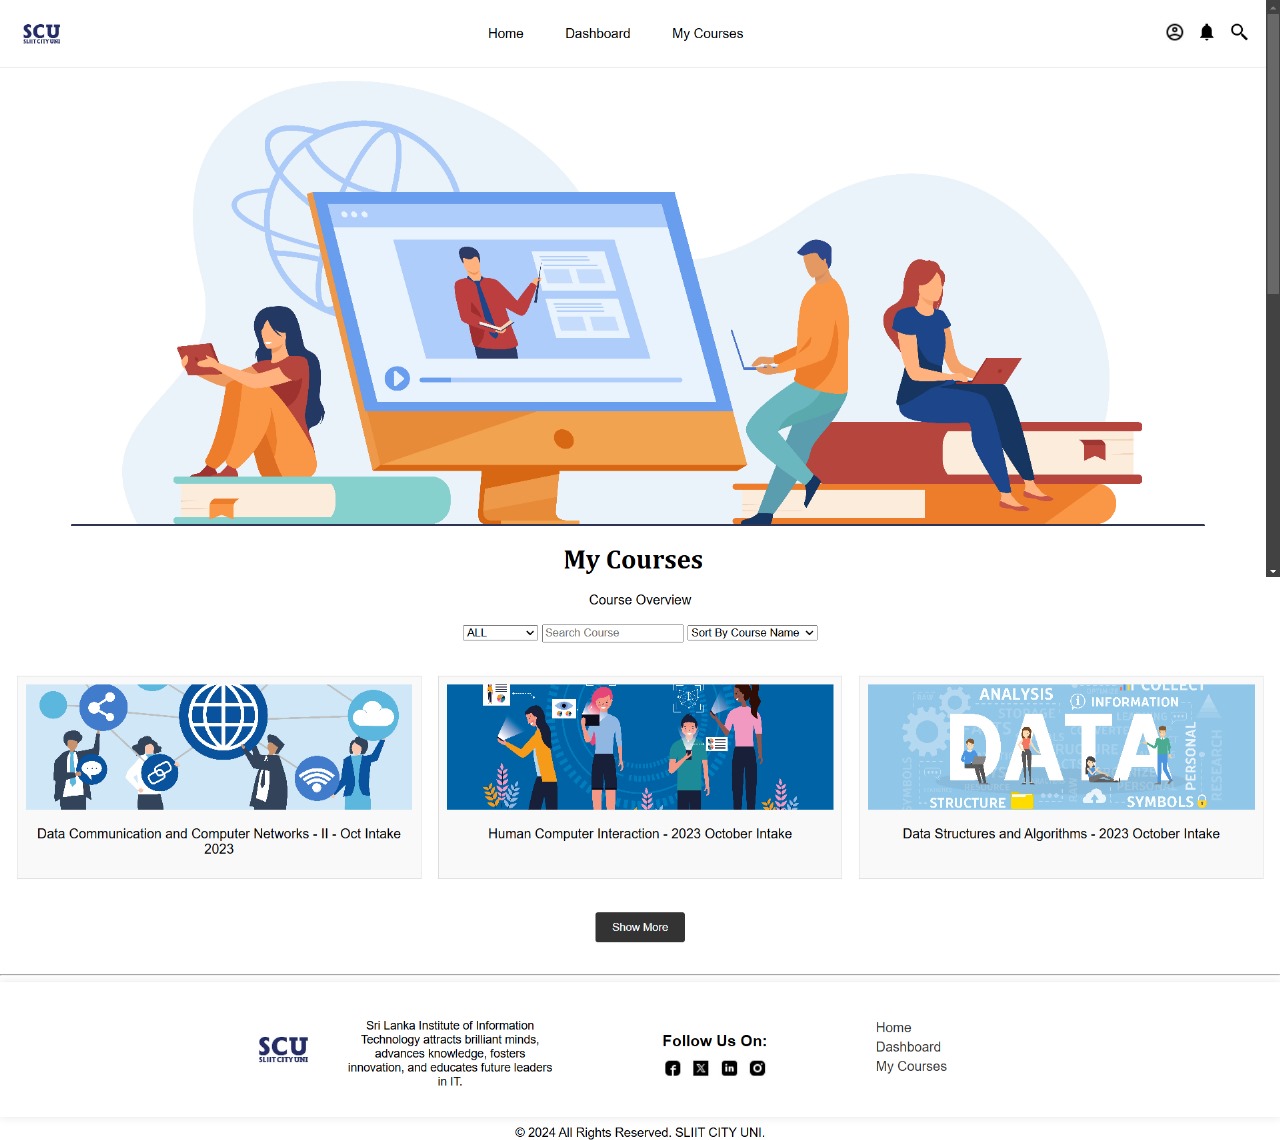 SCU
SLIIT CITY UNI
Home
Dashboard
My Courses
My Courses
Course Overview
ALL
Search Course
Sort By Course Name
ANALYSIS
COLLECT
INFORMATION
DATA
PERSONAL
RESEARCH
SYMBOLS
STRUCTURE
SYMBOLS
Data Communication and Computer Networks - II - Oct Intake
2023
Human Computer Interaction - 2023 October Intake
Data Structures and Algorithms - 2023 October Intake
Show More
SCU
SLIIT CITY UNI
Sri Lanka Institute of Information
Technology attracts brilliant minds,
advances knowledge, fosters
innovation, and educates future leaders
in IT.
Follow Us On:
Home
Dashboard
My Courses
© 2024 All Rights Reserved. SLIIT CITY UNI.